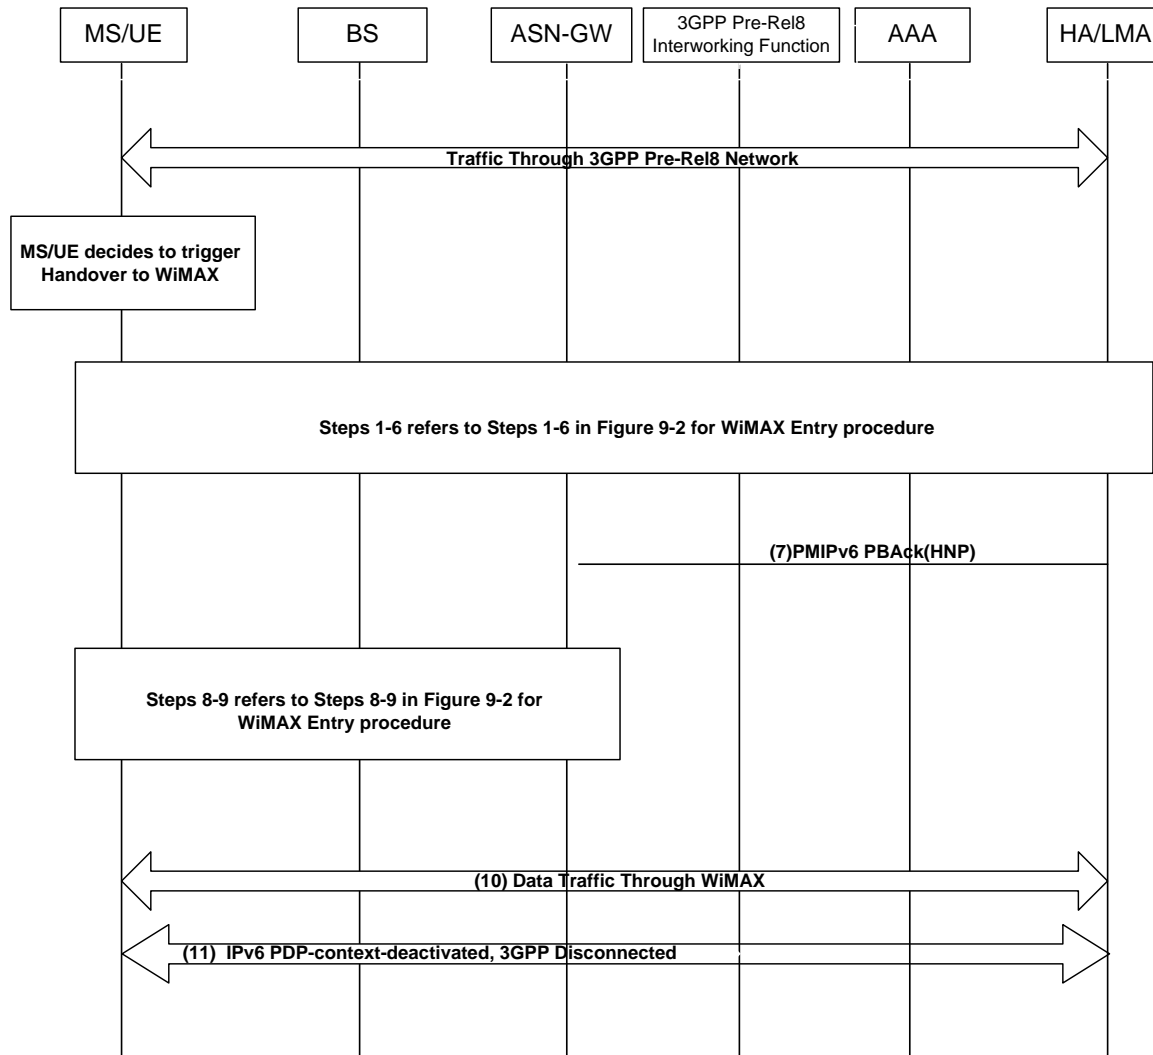 MS/UE
BS
ASN-GW
3GPP Pre-Rel8
Interworking Function
AAA
HA/LMA
Traffic Through 3GPP Pre-Rel8 Network
MS/UE decides to trigger
Handover to WiMAX
Steps 1-6 refers to Steps 1-6 in Figure 9-2 for WiMAX Entry procedure
(7)PMIPv6 PBAck(HNP)
Steps 8-9 refers to Steps 8-9 in Figure 9-2 for
WiMAX Entry procedure
(10) Data Traffic Through WiMAX
(11) IPv6 PDP-context-deactivated, 3GPP Disconnected